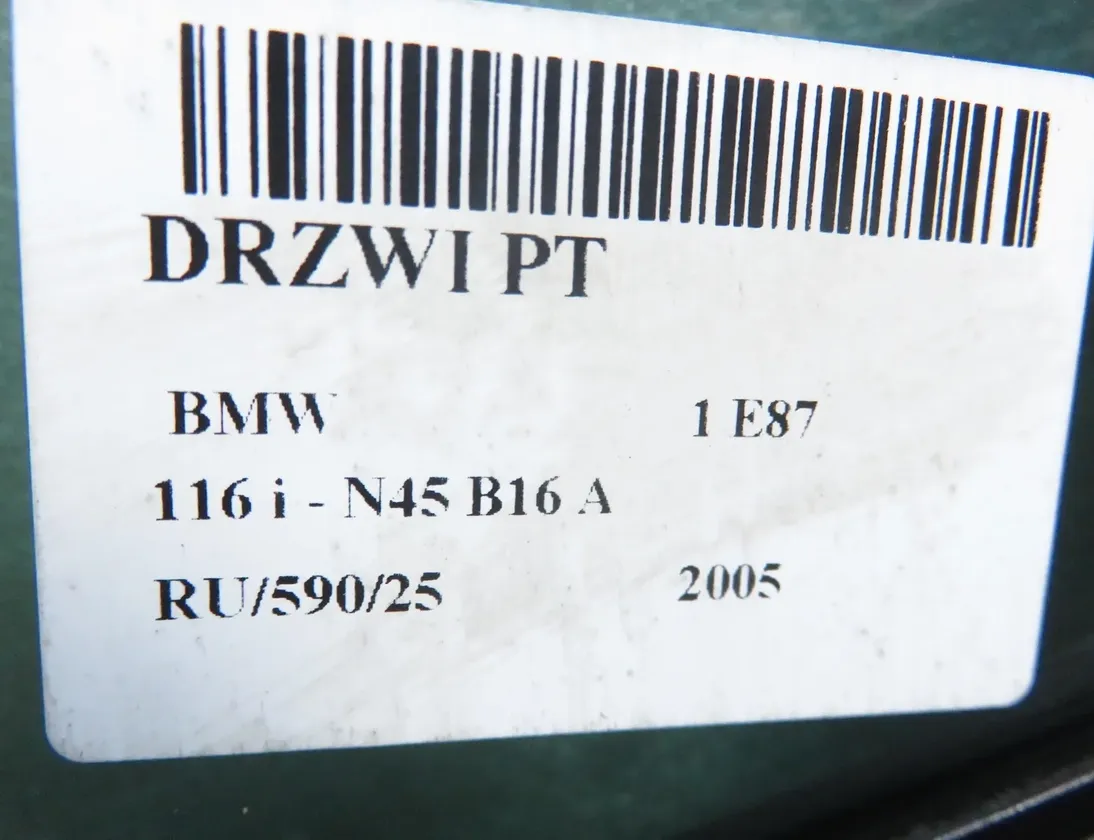 DRZWI PT
BMW 1 E87
116 i - N45 B16 A
RU/590/25 2005